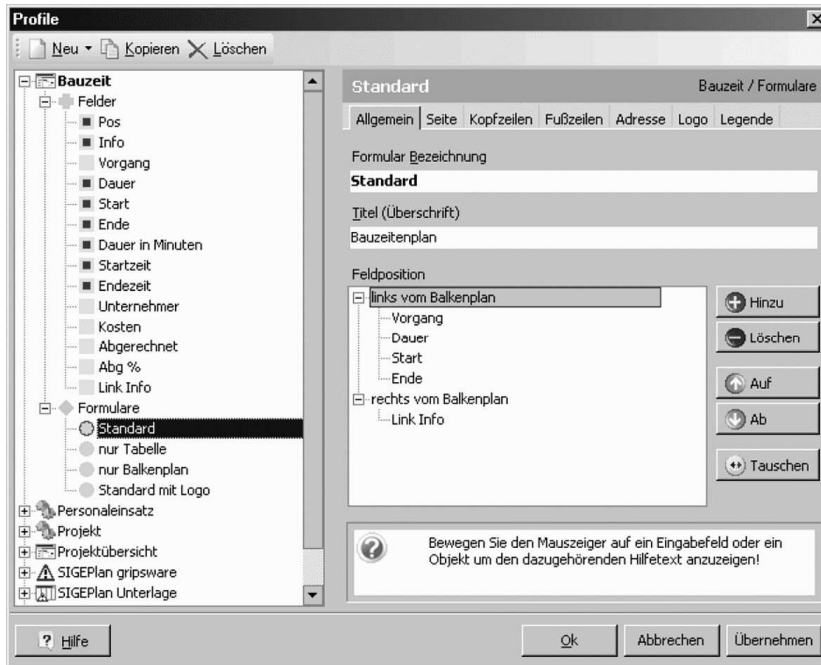 Profile
Neu Kopieren Löschen
Bauzeit
Felder
Pos
Info
Vorgang
Dauer
Start
Ende
Dauer in Minuten
Startzeit
Endezeit
Unternehmer
Kosten
Abgerechnet
Abg %
Link Info
Formulare
Standard
nur Tabelle
nur Balkenplan
Standard mit Logo
Personaleinsatz
Projekt
Projektübersicht
SIGEPlan gripsware
SIGEPlan Unterlage
Standard Bauzeit / Formulare
Allgemein Seite Kopfzeilen Fußzeilen Adresse Logo Legende
Formular Bezeichnung
Standard
Titel (Überschrift)
Bauzeitenplan
Feldposition
links vom Balkenplan
Vorgang
Dauer
Start
Ende
rechts vom Balkenplan
Link Info
Hinzu
Löschen
Auf
Ab
Tauschen
Bewegen Sie den Mauszeiger auf ein Eingabefeld oder ein
Objekt um den dazugehörenden Hilfetext anzuzeigen!
? Hilfe Ok Abbrechen Übernehmen